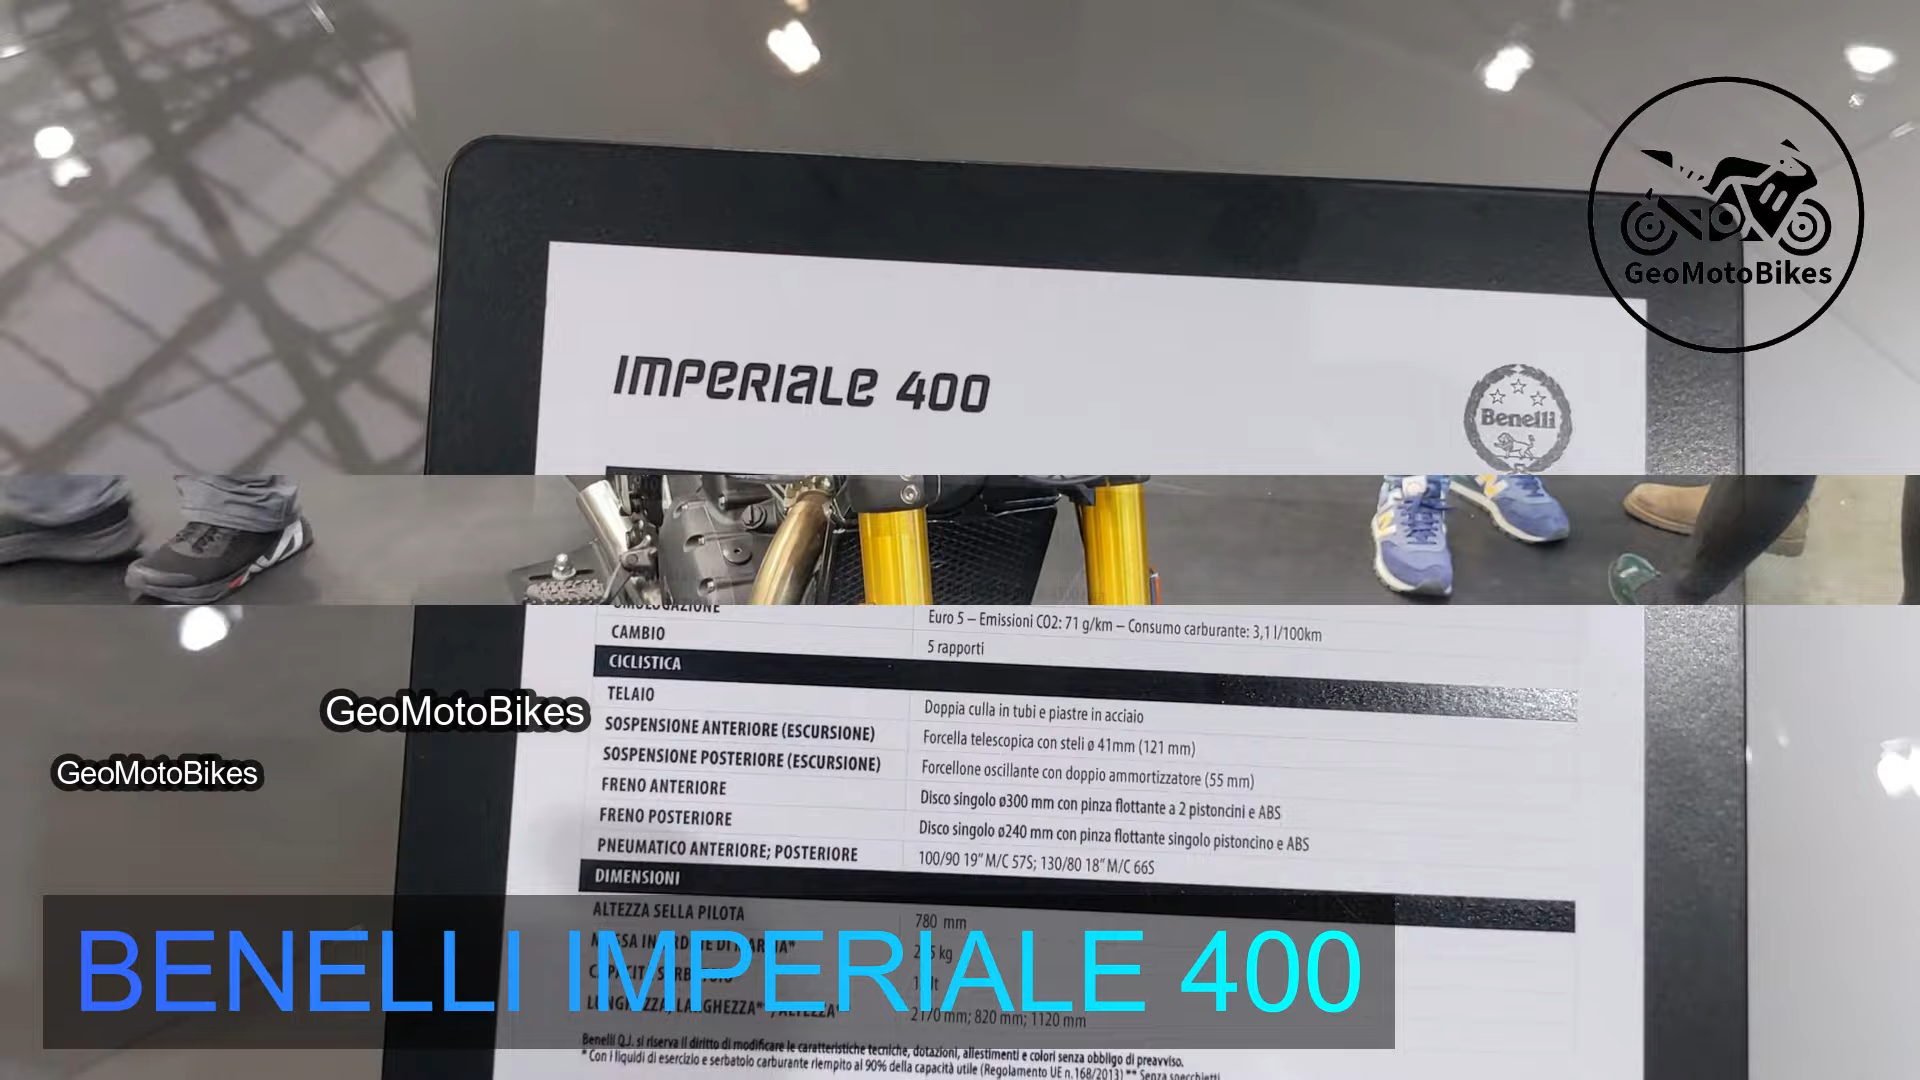 GeoMotoBikes
IMPERIALE 400
Benelli
OMOLOGAZIONE Euro 5 – Emissioni CO2: 71 g/km – Consumo carburante: 3,1 l/100km
CAMBIO 5 rapporti
CICLISTICA
TELAIO Doppia culla in tubi e piastre in acciaio
SOSPENSIONE ANTERIORE (ESCURSIONE) Forcella telescopica con steli ø 41mm (121 mm)
SOSPENSIONE POSTERIORE (ESCURSIONE) Forcellone oscillante con doppio ammortizzatore (55 mm)
FRENO ANTERIORE Disco singolo ø300 mm con pinza flottante a 2 pistoncini e ABS
FRENO POSTERIORE Disco singolo ø240 mm con pinza flottante singolo pistoncino e ABS
PNEUMATICO ANTERIORE; POSTERIORE 100/90 19" M/C 57S; 130/80 18" M/C 66S
GeoMotoBikes
GeoMotoBikes
DIMENSIONI
ALTEZZA SELLA PILOTA 780 mm
kg
2170 mm; 820 mm; 1120 mm
BENELLI IMPERIALE 400
Benelli Q.J. si riserva il diritto di modificare le caratteristiche tecniche, dotazioni, allestimenti e colori senza obbligo di preavviso.
* Con i liquidi di esercizio e serbatoio carburante riempito al 90% della capacità utile (Regolamento UE n.168/2013) ** Senza specchietti